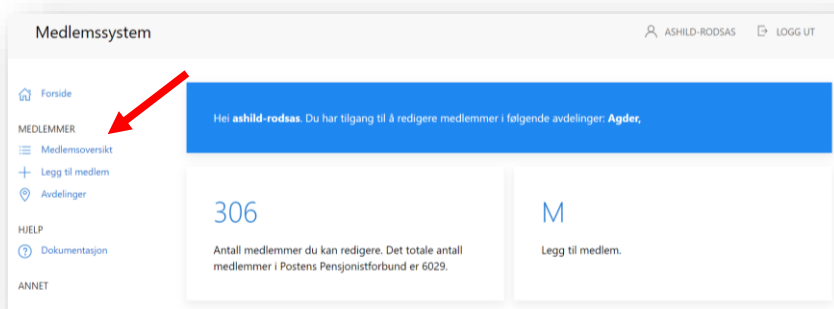 Medlemssystem
ASHILD-RODSAS
LOGG UT
Forside
MEDLEMMER
Medlemsoversikt
Legg til medlem
Avdelinger
HJELP
Dokumentasjon
ANNET
Hei ashild-rodsas. Du har tilgang til å redigere medlemmer i følgende avdelinger: Agder,
306
Antall medlemmer du kan redigere. Det totale antall
medlemmer i Postens Pensjonistforbund er 6029.
M
Legg til medlem.